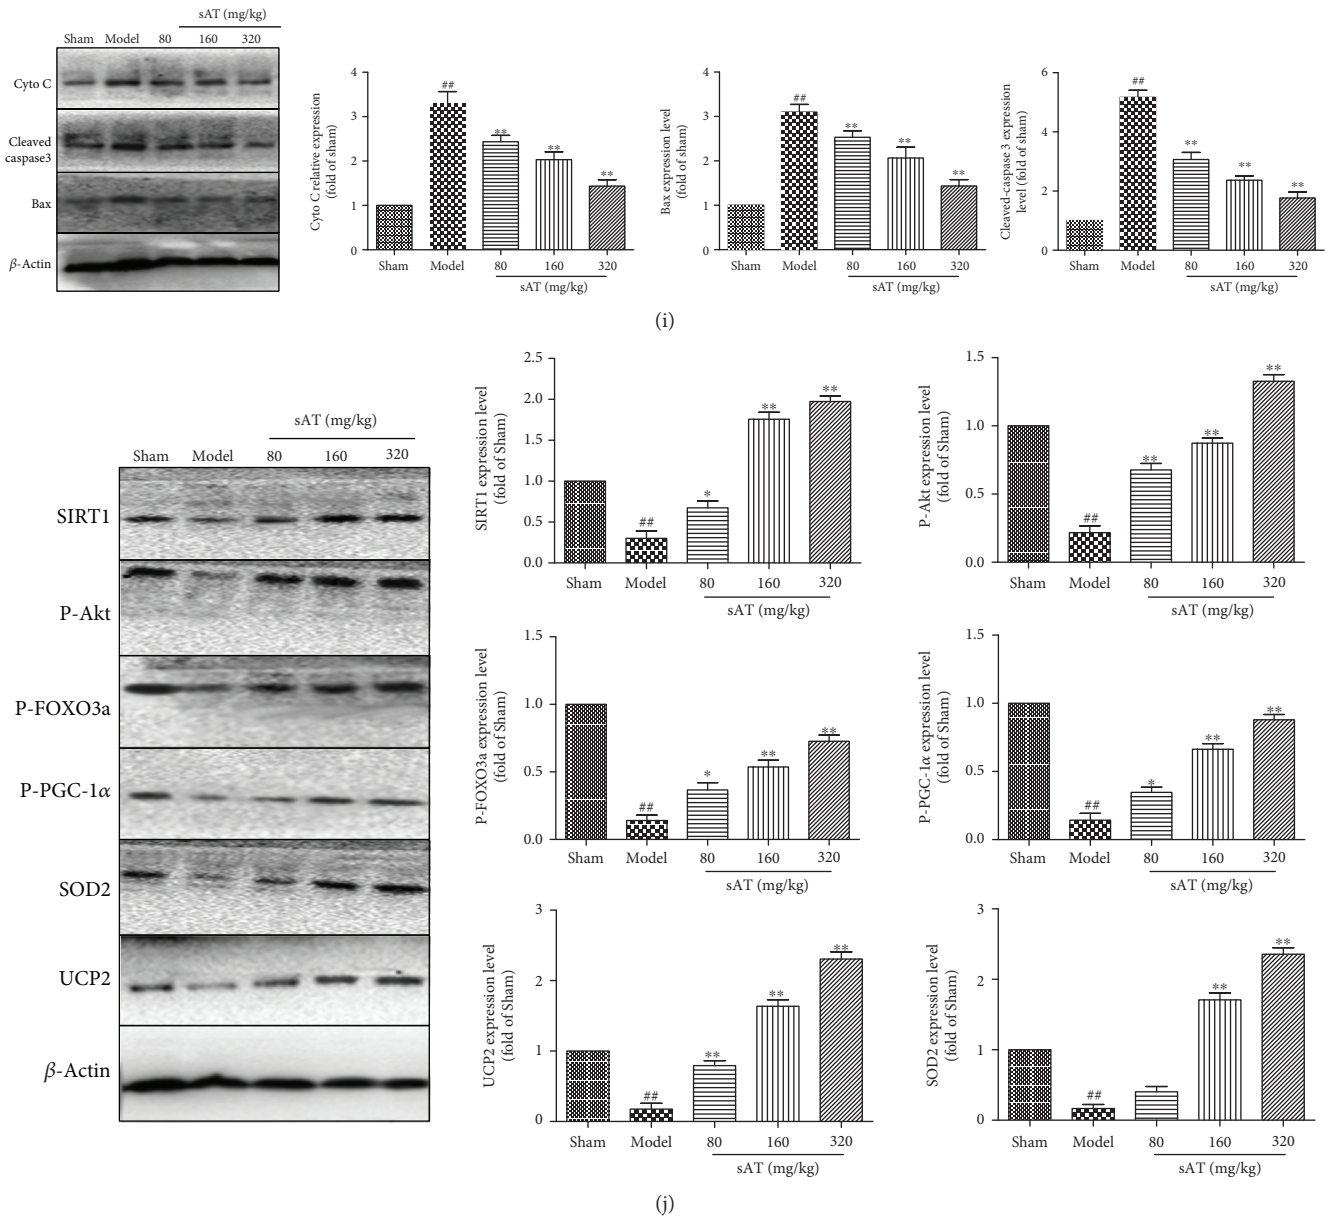 sAT (mg/kg)
Sham Model 80 160 320
Cyto C
Cleaved
caspase3
Bax
β-Actin
Cyto C relative expression
(fold of sham)
4
3
2
1
0
##
**
**
**
Sham Model 80 160 320
sAT (mg/kg)
Bax expression level
(fold of sham)
4
3
2
1
0
##
**
**
**
Sham Model 80 160 320
sAT (mg/kg)
Cleaved-caspase 3 expression
level (fold of sham)
6
4
2
0
##
**
**
**
Sham Model 80 160 320
sAT (mg/kg)
(i)
sAT (mg/kg)
Sham Model 80 160 320
SIRT1
P-Akt
P-FOXO3a
P-PGC-1α
SOD2
UCP2
β-Actin
SIRT1 expression level
(fold of Sham)
2.5
2.0
1.5
1.0
0.5
0.0
##
*
**
**
Sham Model 80 160 320
sAT (mg/kg)
P-Akt expression level
(fold of Sham)
1.5
1.0
0.5
0.0
##
**
**
**
Sham Model 80 160 320
sAT (mg/kg)
P-FOXO3a expression level
(fold of Sham)
1.5
1.0
0.5
0.0
##
*
**
**
Sham Model 80 160 320
sAT (mg/kg)
P-PGC-1α expression level
(fold of Sham)
1.5
1.0
0.5
0.0
##
*
**
**
Sham Model 80 160 320
sAT (mg/kg)
UCP2 expression level
(fold of Sham)
3
2
1
0
##
**
**
**
Sham Model 80 160 320
sAT (mg/kg)
SOD2 expression level
(fold of Sham)
3
2
1
0
##
**
**
Sham Model 80 160 320
sAT (mg/kg)
(j)